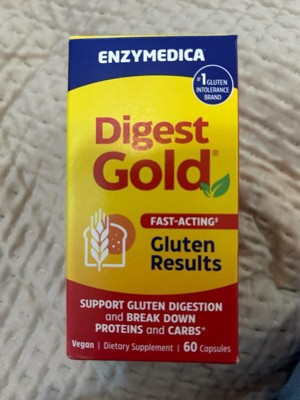 ENZYMEDICA®
#1 GLUTEN
INTOLERANCE
BRAND
Digest
Gold®
FAST-ACTING‡
Gluten
Results
SUPPORT GLUTEN DIGESTION
and BREAK DOWN
PROTEINS and CARBS*
Vegan | Dietary Supplement | 60 Capsules